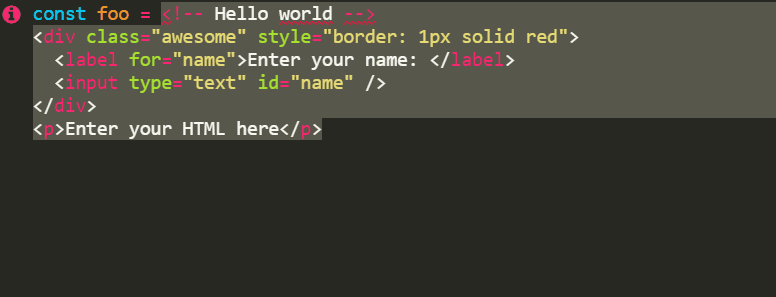 const foo = <!-- Hello world -->
<div class="awesome" style="border: 1px solid red">
  <label for="name">Enter your name: </label>
  <input type="text" id="name" />
</div>
<p>Enter your HTML here</p>